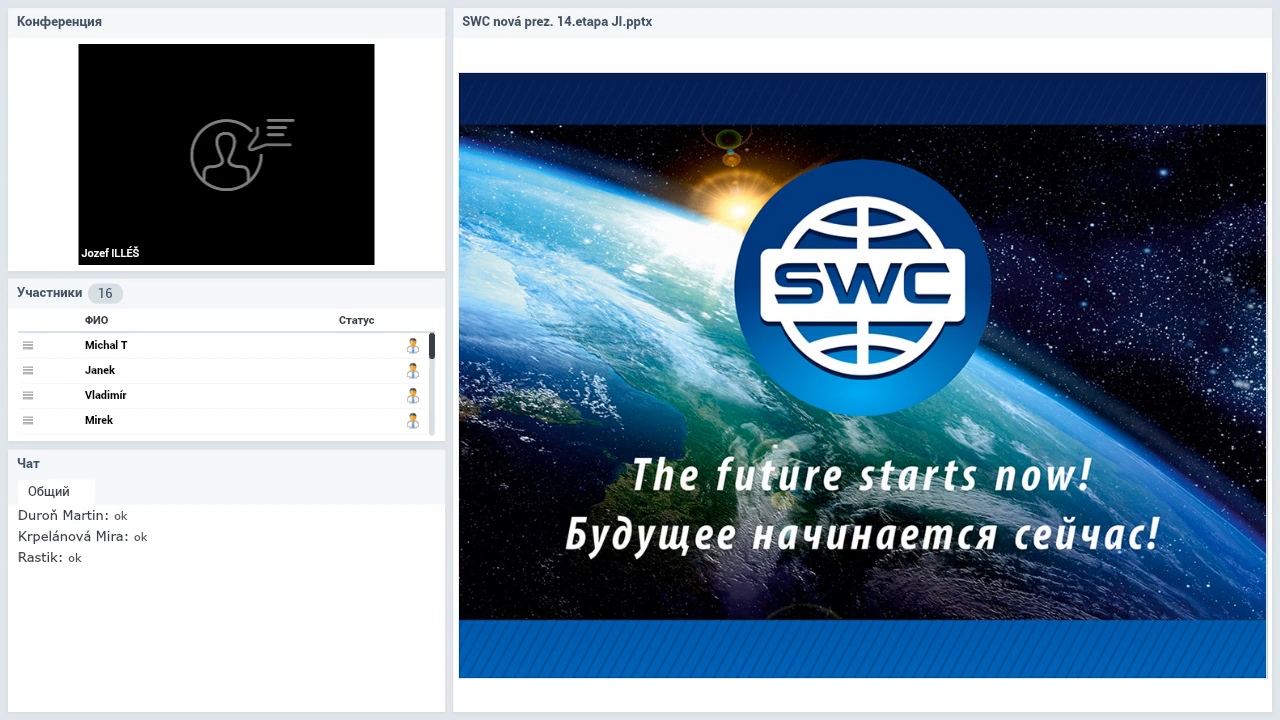 Конференция
Jozef ILLÉŠ
Участники 16
ФИО Статус
Michal T
Janek
Vladimír
Mirek
Чат
Общий
Duroň Martin: ok
Krpelánová Mira: ok
Rastik: ok
SWC nová prez. 14.etapa JI.pptx
SWC
The future starts now!
Будущее начинается сейчас!